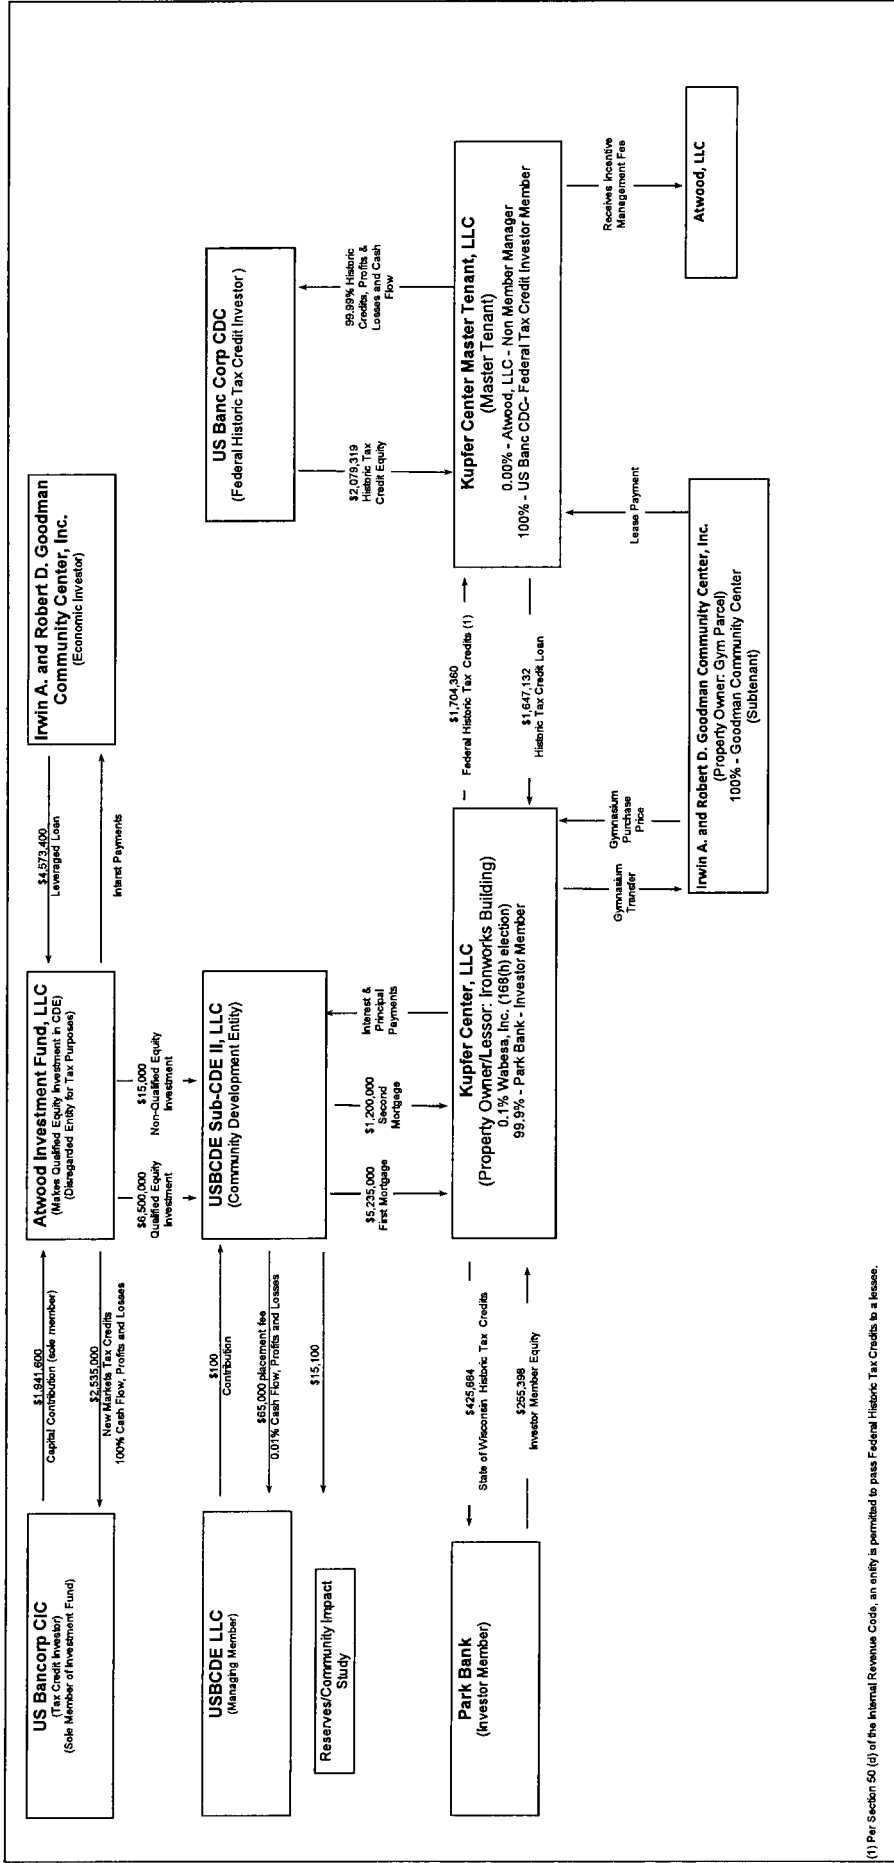 US Bancorp CIC
(Tax Credit Investor)
(Sole Member of Investment Fund)
$1,941,600
Capital Contribution (sole member)
$2,535,000
New Markets Tax Credits
100% Cash Flow, Profits and Losses
Atwood Investment Fund, LLC
(Makes Qualified Equity Investment in CDE)
(Disregarded Entity for Tax Purposes)
$4,573,400
Leveraged Loan
Interst Payments
Irwin A. and Robert D. Goodman
Community Center, Inc.
(Economic Investor)
$6,500,000
Qualified Equity
Investment
$15,000
Non-Qualified Equity
Investment
USBCDE LLC
(Managing Member)
$100
Contribution
$65,000 placement fee
0.01% Cash Flow, Profits and Losses
$15,100
Reserves/Community Impact
Study
USBCDE Sub-CDE II, LLC
(Community Development Entity)
US Banc Corp CDC
(Federal Historic Tax Credit Investor)
$5,235,000
First Mortgage
$1,200,000
Second
Mortgage
Interest &
Principal
Payments
$2,079,319
Historic Tax
Credit Equity
99.99% Historic
Credits, Profits &
Losses and Cash
Flow
Park Bank
(Investor Member)
$425,664
State of Wisconsin Historic Tax Credits
$255,398
Investor Member Equity
Kupfer Center, LLC
(Property Owner/Lessor: Ironworks Building)
0.1% Wabesa, Inc. (168(h) election)
99.9% - Park Bank - Investor Member
$1,704,360
Federal Historic Tax Credits (1)
$1,647,132
Historic Tax Credit Loan
Kupfer Center Master Tenant, LLC
(Master Tenant)
0.00% - Atwood, LLC - Non Member Manager
100% - US Banc CDC- Federal Tax Credit Investor Member
Gymnasium
Transfer
Gymnasium
Purchase
Price
Lease Payment
Receives Incentive
Management Fee
Irwin A. and Robert D. Goodman Community Center, Inc.
(Property Owner: Gym Parcel)
100% - Goodman Community Center
(Subtenant)
Atwood, LLC
(1) Per Section 50 (d) of the Internal Revenue Code, an entity is permitted to pass Federal Historic Tax Credits to a lessee.